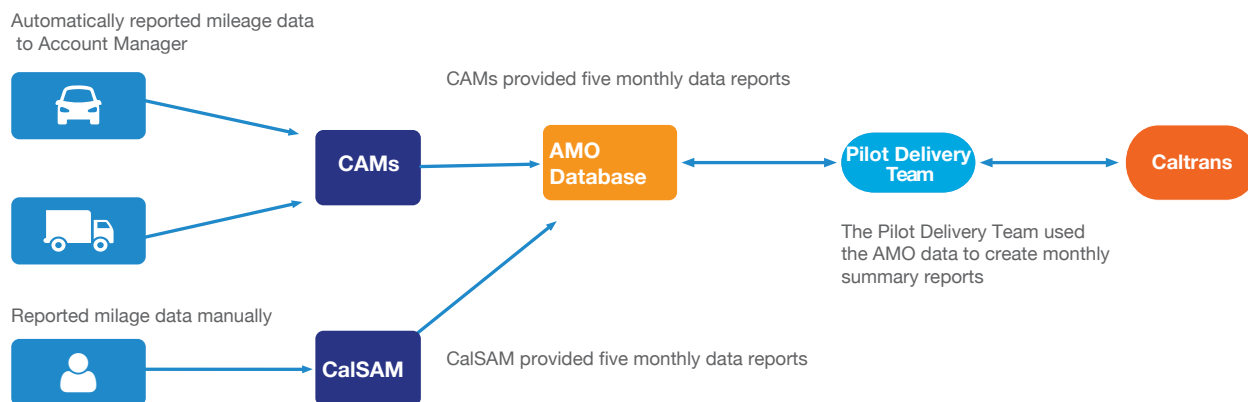 Automatically reported mileage data
to Account Manager
CAMs provided five monthly data reports
CAMs
AMO
Database
Pilot Delivery
Team
Caltrans
The Pilot Delivery Team used
the AMO data to create monthly
summary reports
Reported milage data manually
CalSAM
CalSAM provided five monthly data reports